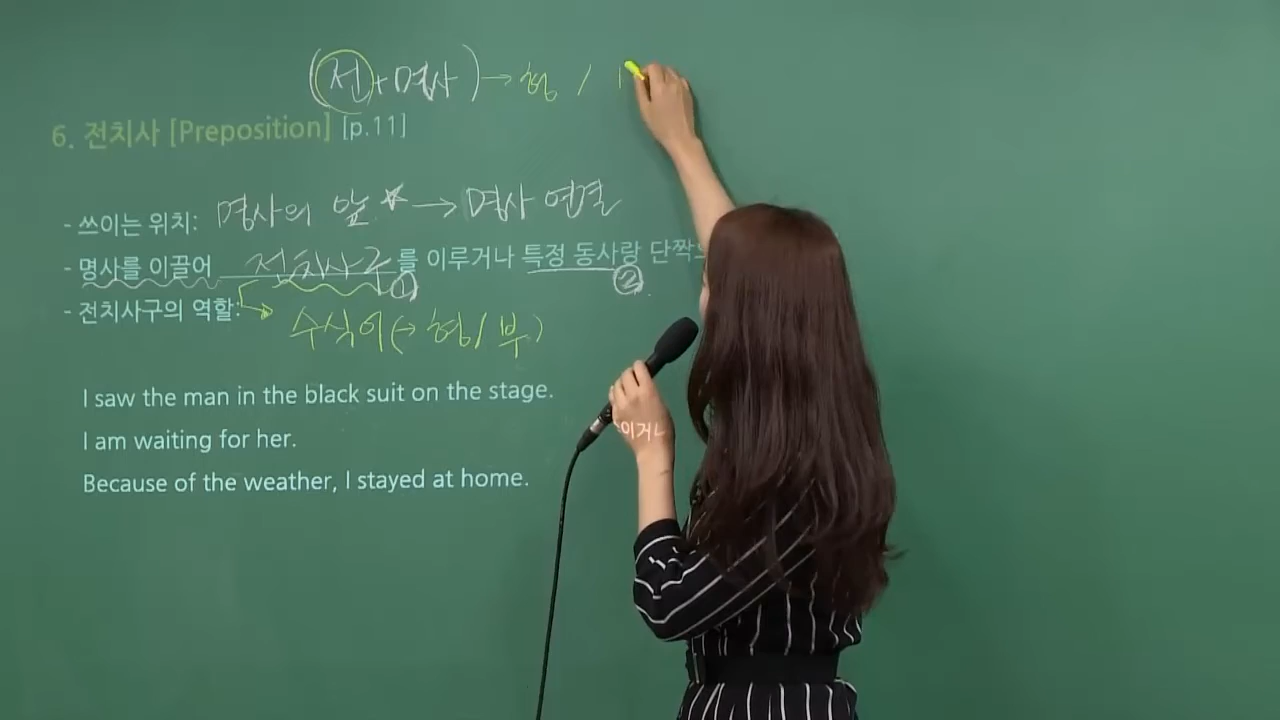 (전+명사)→형 /
6. 전치사 [Preposition] [p.11]
- 쓰이는 위치: 명사의 앞 ☆ → 명사 연결
- 명사를 이끌어 전치사구를 이루거나 특정 동사랑 단짝으
① ②
- 전치사구의 역할: → 수식어(→형/부)
I saw the man in the black suit on the stage.
I am waiting for her.
Because of the weather, I stayed at home.